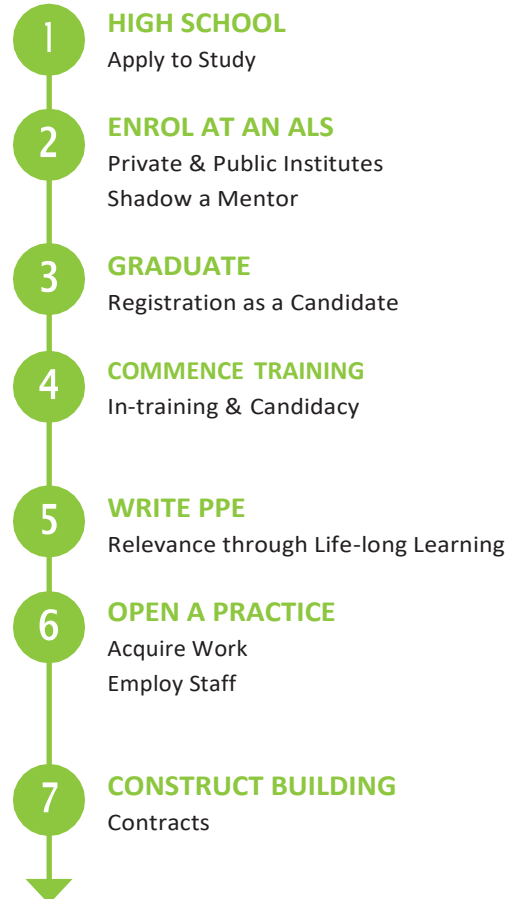 1
HIGH SCHOOL
Apply to Study
2
ENROL AT AN ALS
Private & Public Institutes
Shadow a Mentor
3
GRADUATE
Registration as a Candidate
4
COMMENCE TRAINING
In-training & Candidacy
5
WRITE PPE
Relevance through Life-long Learning
6
OPEN A PRACTICE
Acquire Work
Employ Staff
7
CONSTRUCT BUILDING
Contracts